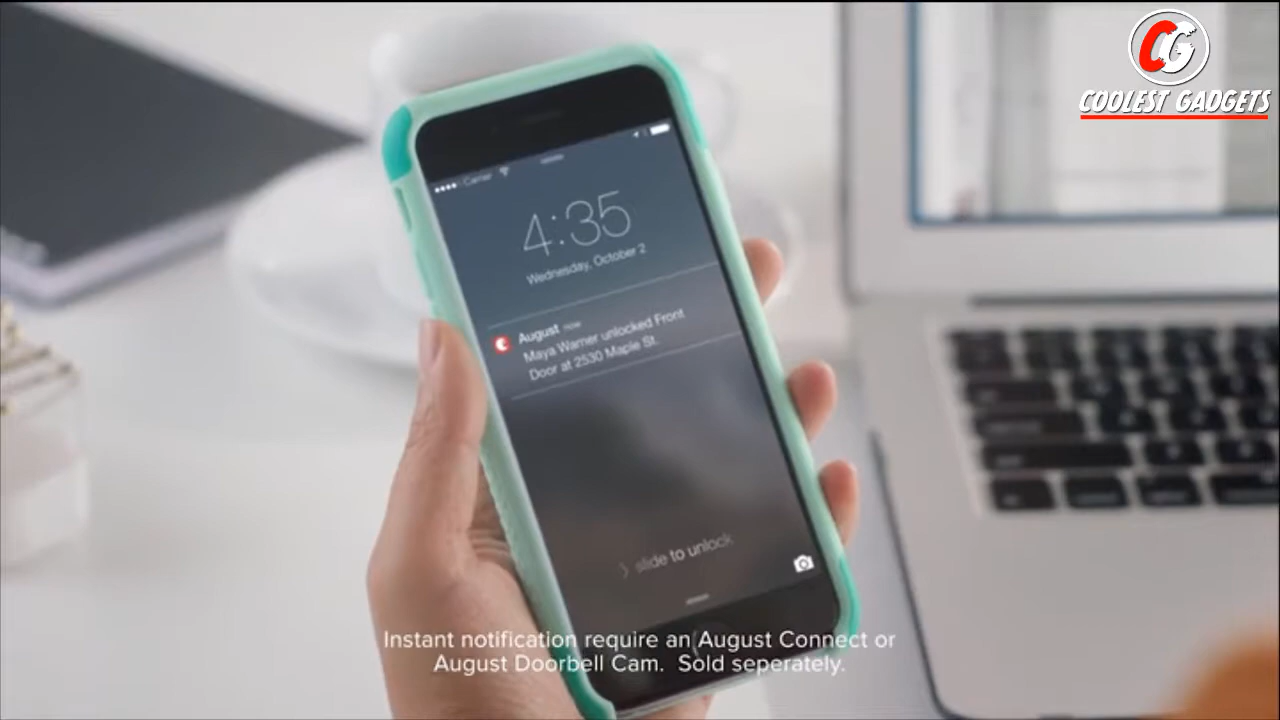 CG
COOLEST GADGETS
Carrier
4:35
Wednesday, October 2
August now
Maya Warner unlocked Front
Door at 2530 Maple St.
slide to unlock
Instant notification require an August Connect or
August Doorbell Cam. Sold seperately.